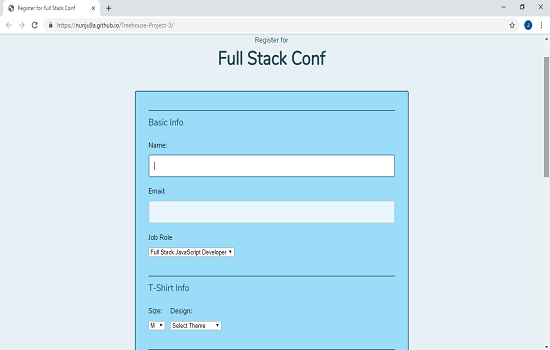 Register for Full Stack Conf
https://nunju9a.github.io/Treehouse-Project-3/
J
Register for
Full Stack Conf
Basic Info
Name:
Email:
Job Role
Full Stack JavaScript Developer
T-Shirt Info
Size: Design:
M Select Theme